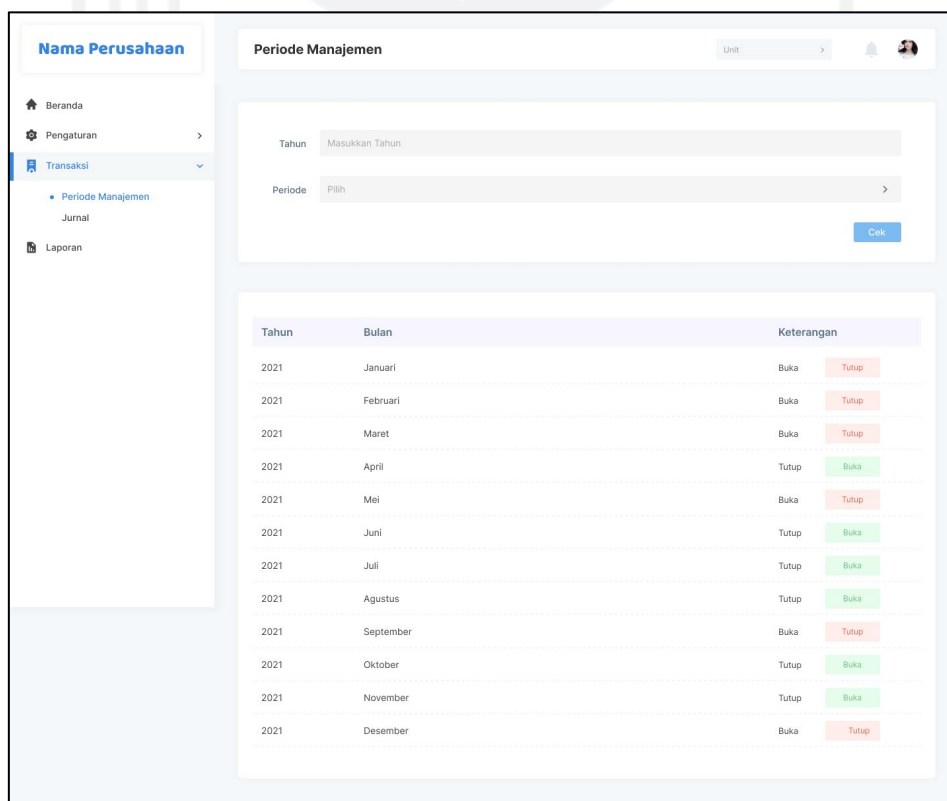 Nama Perusahaan
Periode Manajemen
Unit
Beranda
Pengaturan
Transaksi
Periode Manajemen
Jurnal
Laporan
Tahun Masukkan Tahun
Periode Pilih
Cek
Tahun Bulan Keterangan
2021 Januari Buka Tutup
2021 Februari Buka Tutup
2021 Maret Buka Tutup
2021 April Tutup Buka
2021 Mei Buka Tutup
2021 Juni Tutup Buka
2021 Juli Tutup Buka
2021 Agustus Tutup Buka
2021 September Buka Tutup
2021 Oktober Tutup Buka
2021 November Tutup Buka
2021 Desember Buka Tutup